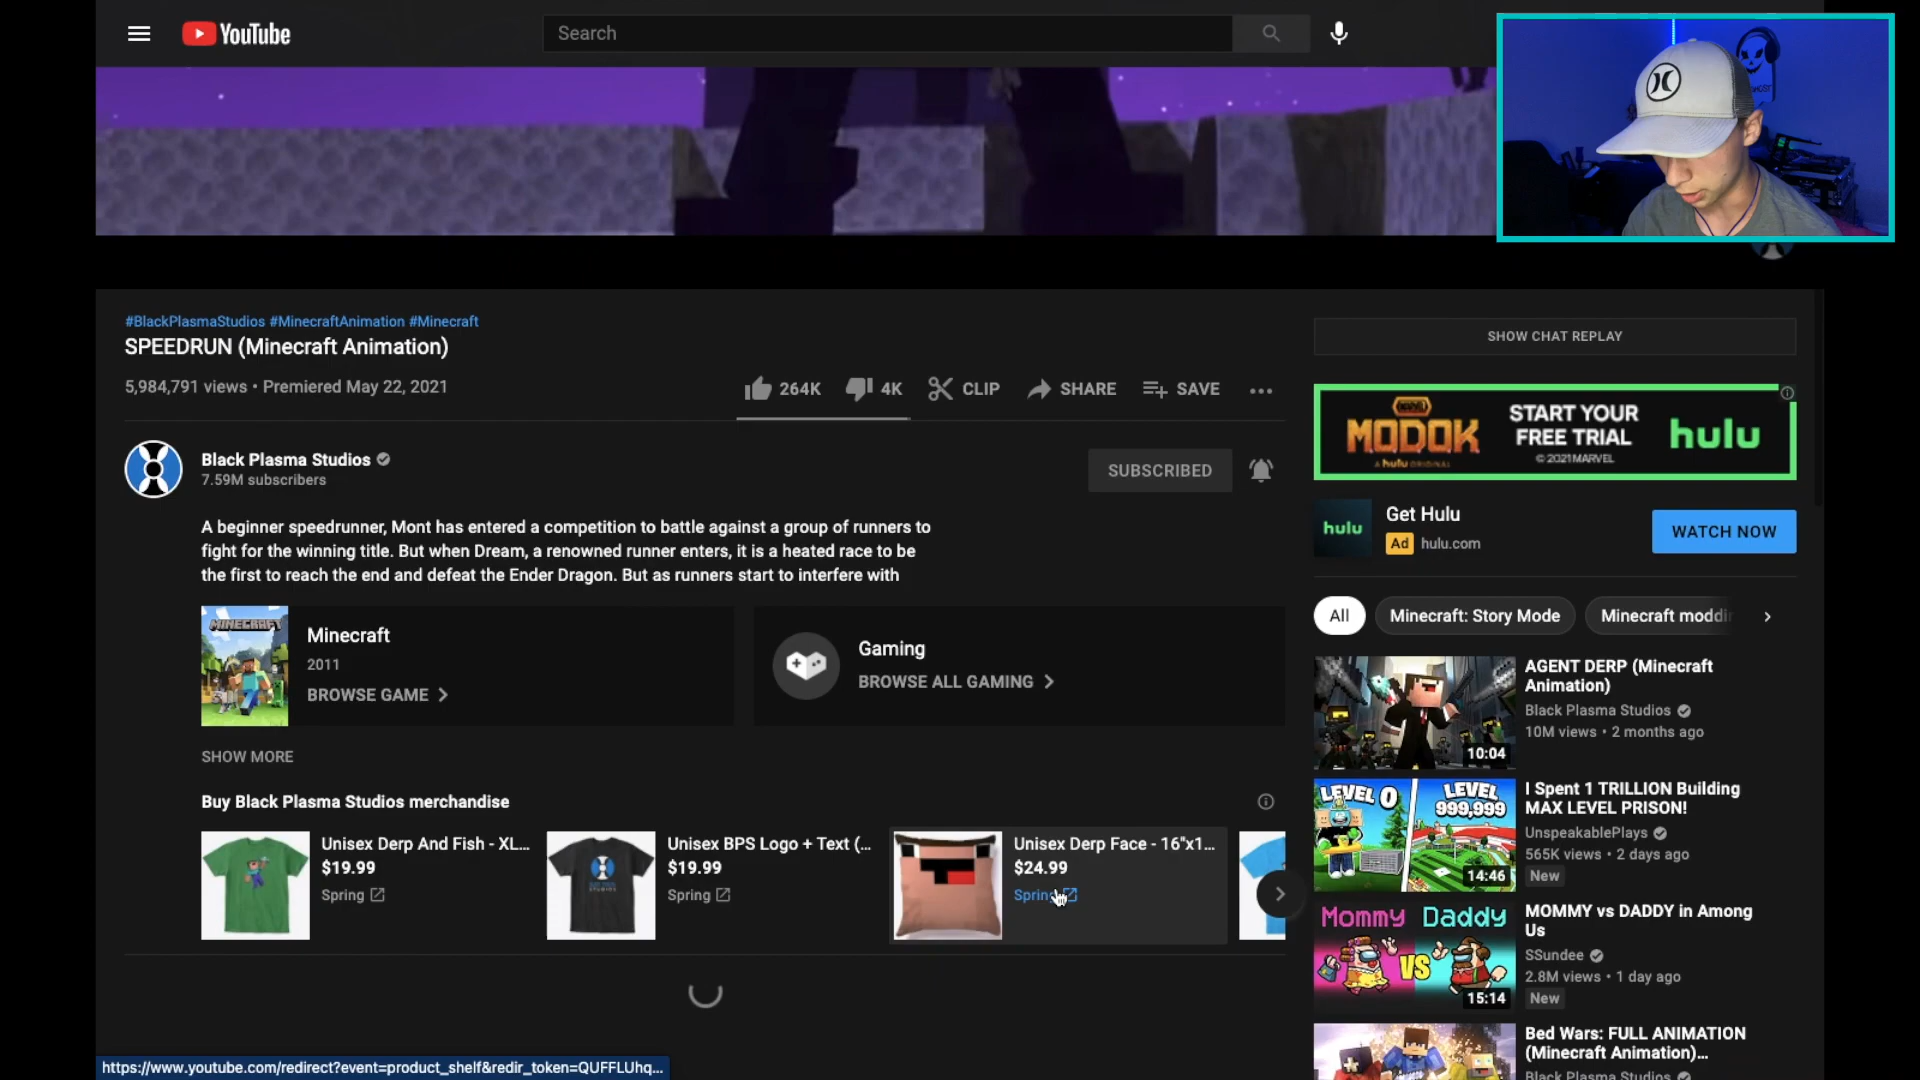 YouTube
Search
#BlackPlasmaStudios #MinecraftAnimation #Minecraft
SPEEDRUN (Minecraft Animation)
5,984,791 views • Premiered May 22, 2021
264K
4K
CLIP
SHARE
SAVE
Black Plasma Studios
7.59M subscribers
SUBSCRIBED
A beginner speedrunner, Mont has entered a competition to battle against a group of runners to
fight for the winning title. But when Dream, a renowned runner enters, it is a heated race to be
the first to reach the end and defeat the Ender Dragon. But as runners start to interfere with
MINECRAFT
Minecraft
2011
BROWSE GAME
Gaming
BROWSE ALL GAMING
SHOW MORE
Buy Black Plasma Studios merchandise
Unisex Derp And Fish - XL...
$19.99
Spring
Unisex BPS Logo + Text (...
$19.99
Spring
Unisex Derp Face - 16"x1...
$24.99
Spring
https://www.youtube.com/redirect?event=product_shelf&redir_token=QUFFLUhq...
SHOW CHAT REPLAY
MARVEL
MODOK
A hulu ORIGINAL
START YOUR
FREE TRIAL
© 2021 MARVEL
hulu
hulu
Get Hulu
Ad hulu.com
WATCH NOW
All
Minecraft: Story Mode
Minecraft moddi
10:04
AGENT DERP (Minecraft
Animation)
Black Plasma Studios
10M views • 2 months ago
LEVEL 0
LEVEL
999,999
14:46
I Spent 1 TRILLION Building
MAX LEVEL PRISON!
UnspeakablePlays
565K views • 2 days ago
New
Mommy Daddy
VS
15:14
MOMMY vs DADDY in Among
Us
SSundee
2.8M views • 1 day ago
New
Bed Wars: FULL ANIMATION
(Minecraft Animation)...
Black Plasma Studios